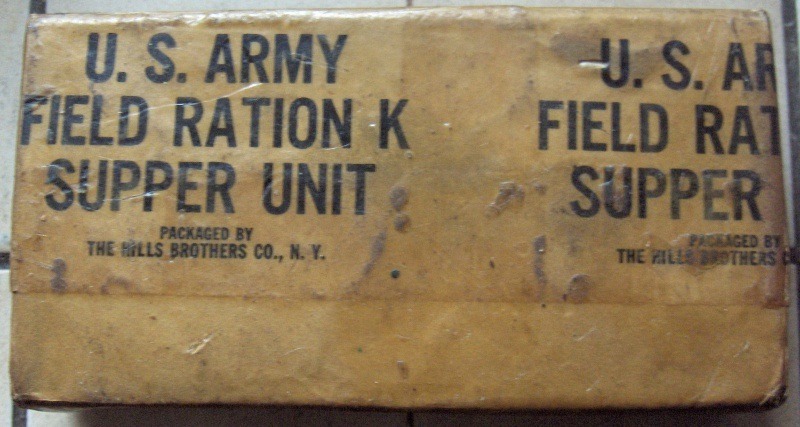 U. S. ARMY
FIELD RATION K
SUPPER UNIT
PACKAGED BY
THE HILLS BROTHERS CO., N. Y.
U. S. AR
FIELD RAT
SUPPER
PACKAGED BY
THE HILLS BROTHERS C